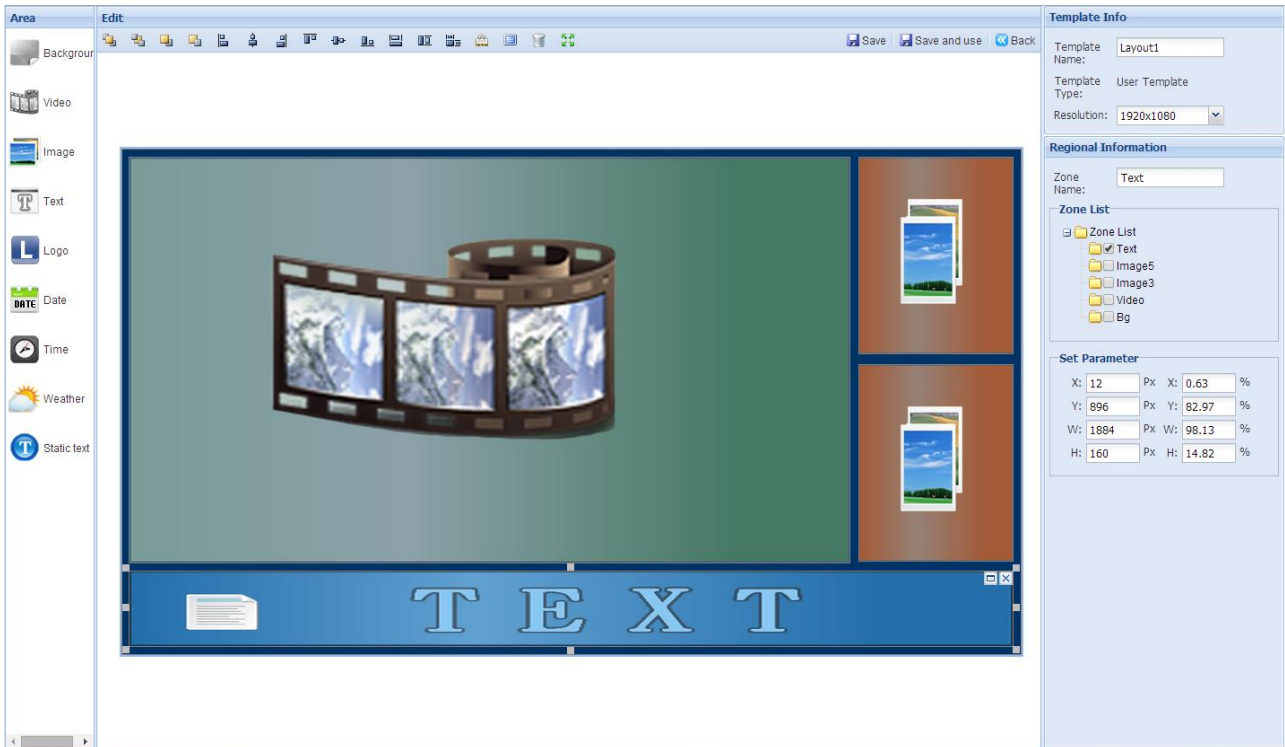 Area
Backgrour
Video
Image
Text
Logo
DATE Date
Time
Weather
Static text
Edit
Save Save and use Back
TEXT
Template Info
Template Name: Layout1
Template Type: User Template
Resolution: 1920x1080
Regional Information
Zone Name: Text
Zone List
Zone List
Text
Image5
Image3
Video
Bg
Set Parameter
X: 12 Px X: 0.63 %
Y: 896 Px Y: 82.97 %
W: 1884 Px W: 98.13 %
H: 160 Px H: 14.82 %